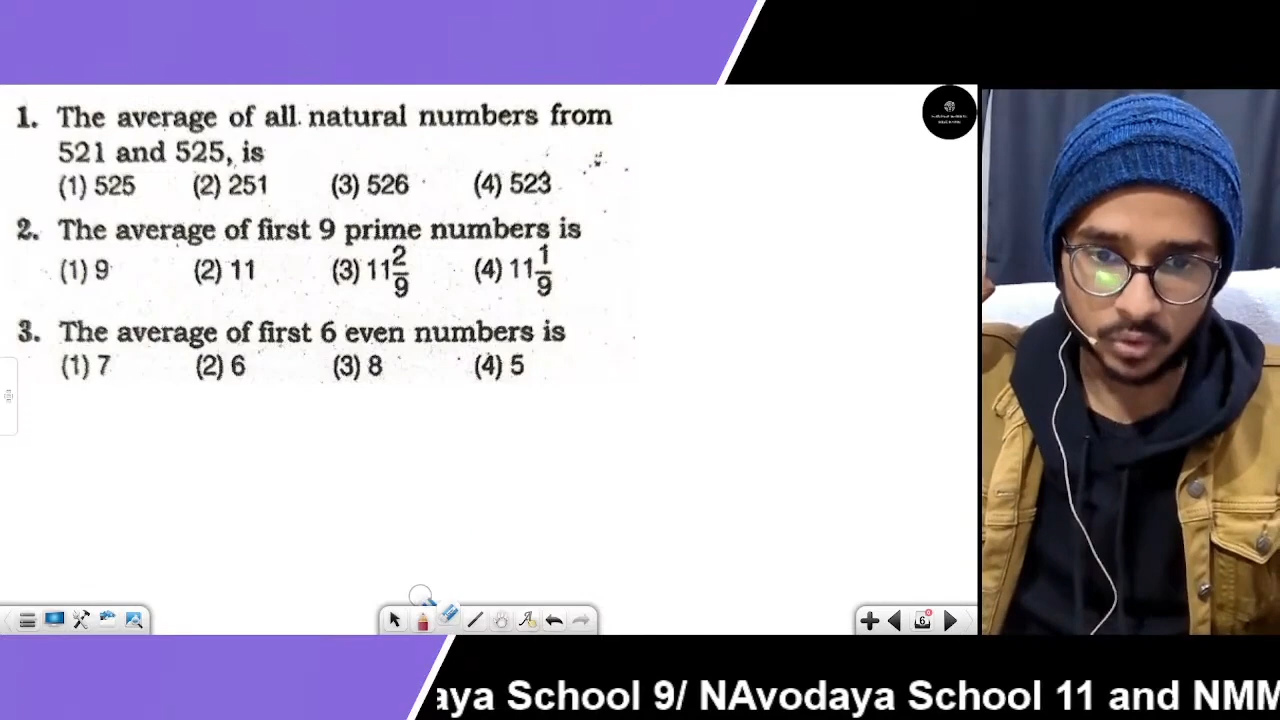 1. The average of all natural numbers from
521 and 525, is
(1) 525 (2) 251 (3) 526 (4) 523
2. The average of first 9 prime numbers is
(1) 9 (2) 11 (3) 11 2/9 (4) 11 1/9
3. The average of first 6 even numbers is
(1) 7 (2) 6 (3) 8 (4) 5
6
aya School 9/ NAvodaya School 11 and NMM